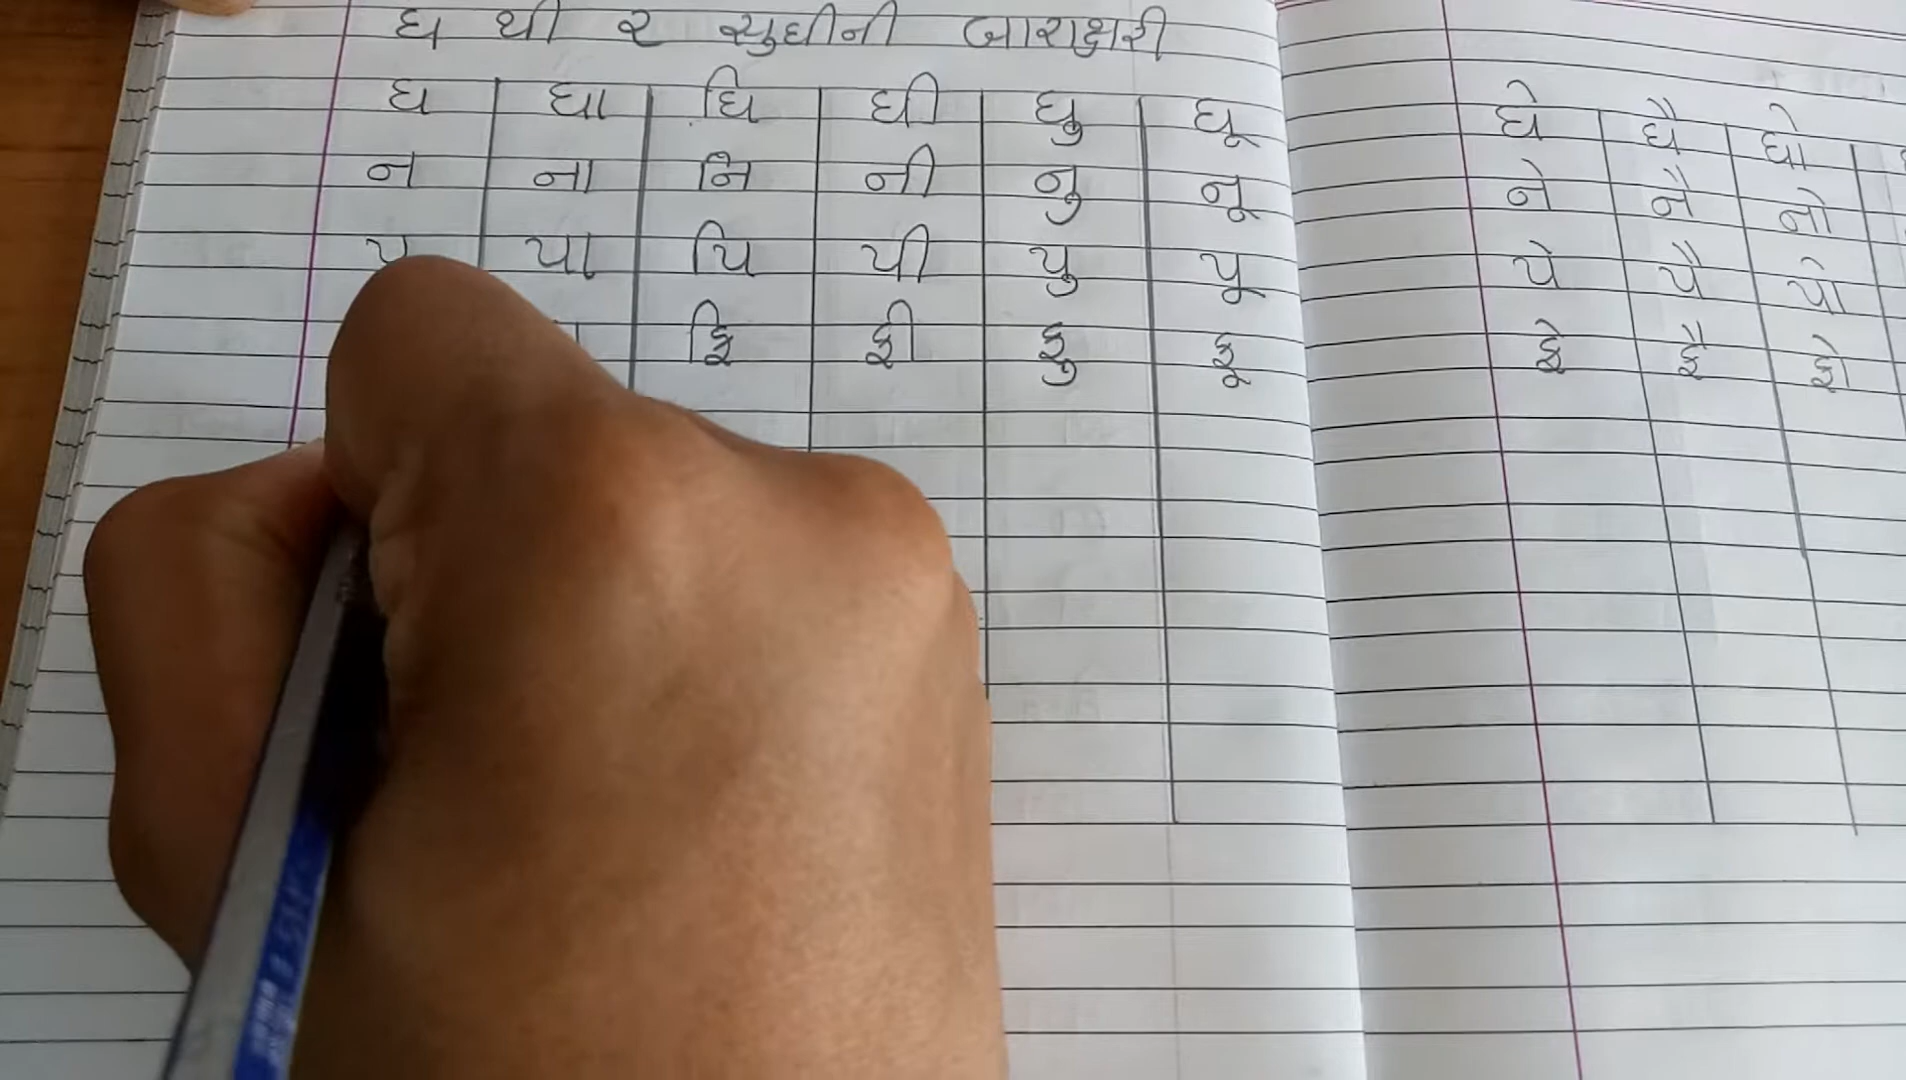 ધ થી ર સુધીની બારાક્ષરી
ધ ધા ધિ ધી ધુ ધૂ ધે ધૈ ધો
ન ના નિ ની નુ નૂ ને નૈ નો
પ પા પિ પી પુ પૂ પે પૈ પો
ફિ ફી ફુ ફૂ ફે ફૈ ફો